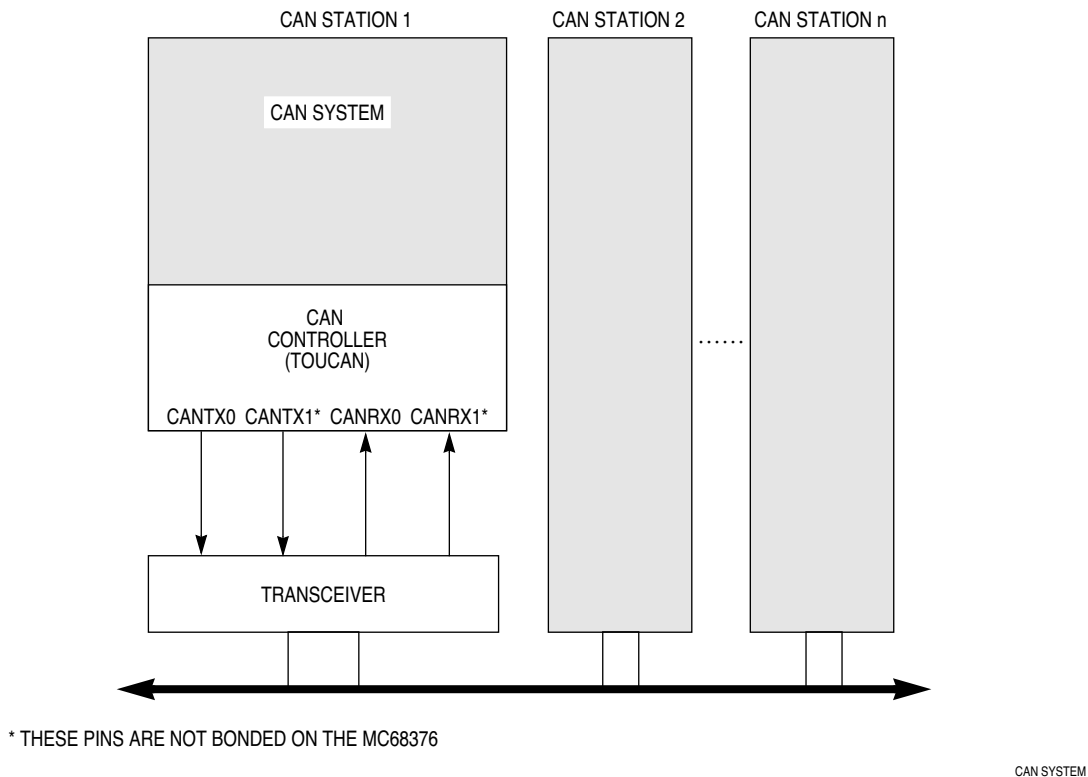 CAN STATION 1
CAN STATION 2
CAN STATION n
CAN SYSTEM
CAN
CONTROLLER
(TOUCAN)
......
CANTX0 CANTX1* CANRX0 CANRX1*
TRANSCEIVER
* THESE PINS ARE NOT BONDED ON THE MC68376
CAN SYSTEM